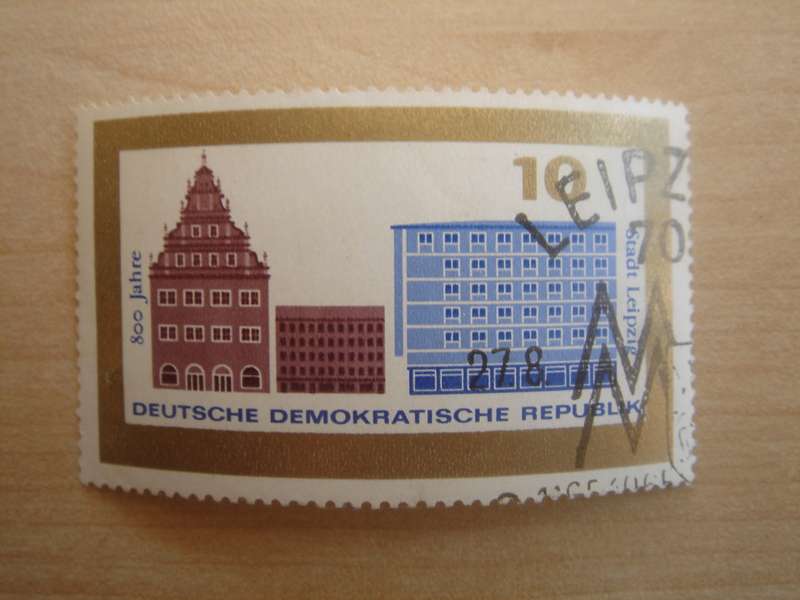 10
LEIPZ
70
800 Jahre
Stadt Leipzig
27.8.
DEUTSCHE DEMOKRATISCHE REPUBLIK